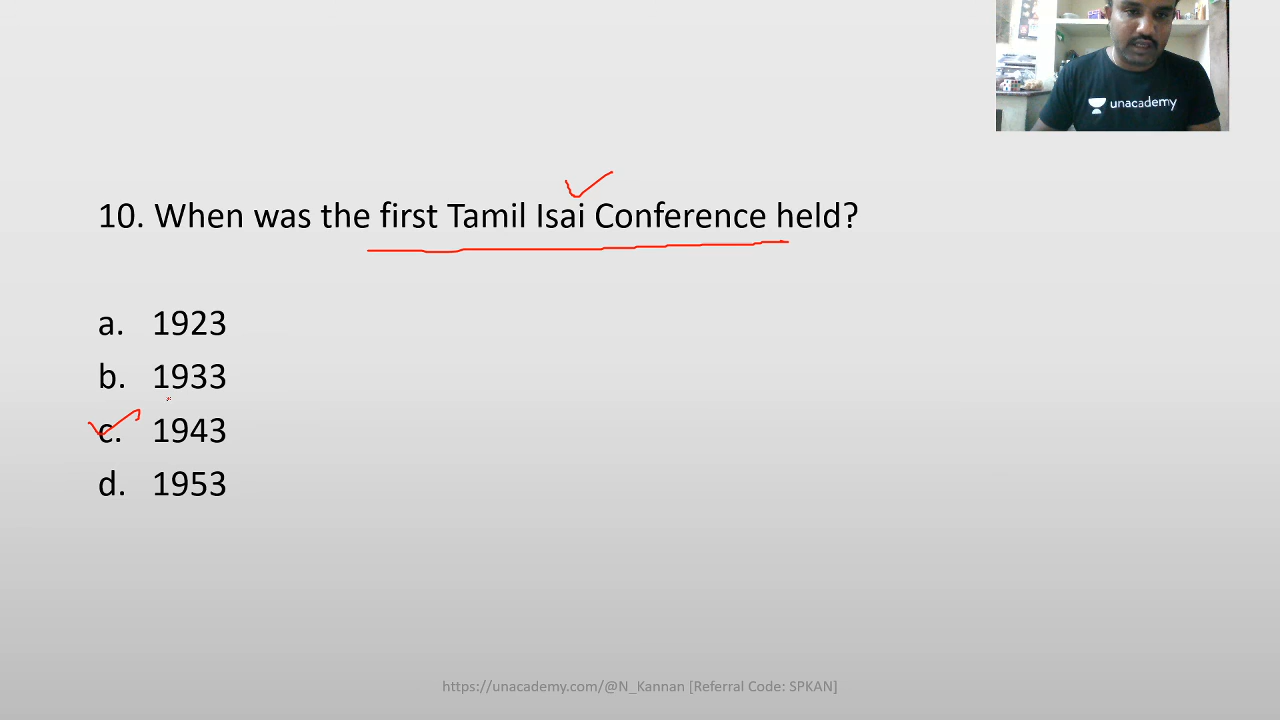 unacademy
10. When was the first Tamil Isai Conference held?
a. 1923
b. 1933
c. 1943
d. 1953
https://unacademy.com/@N_Kannan [Referral Code: SPKAN]